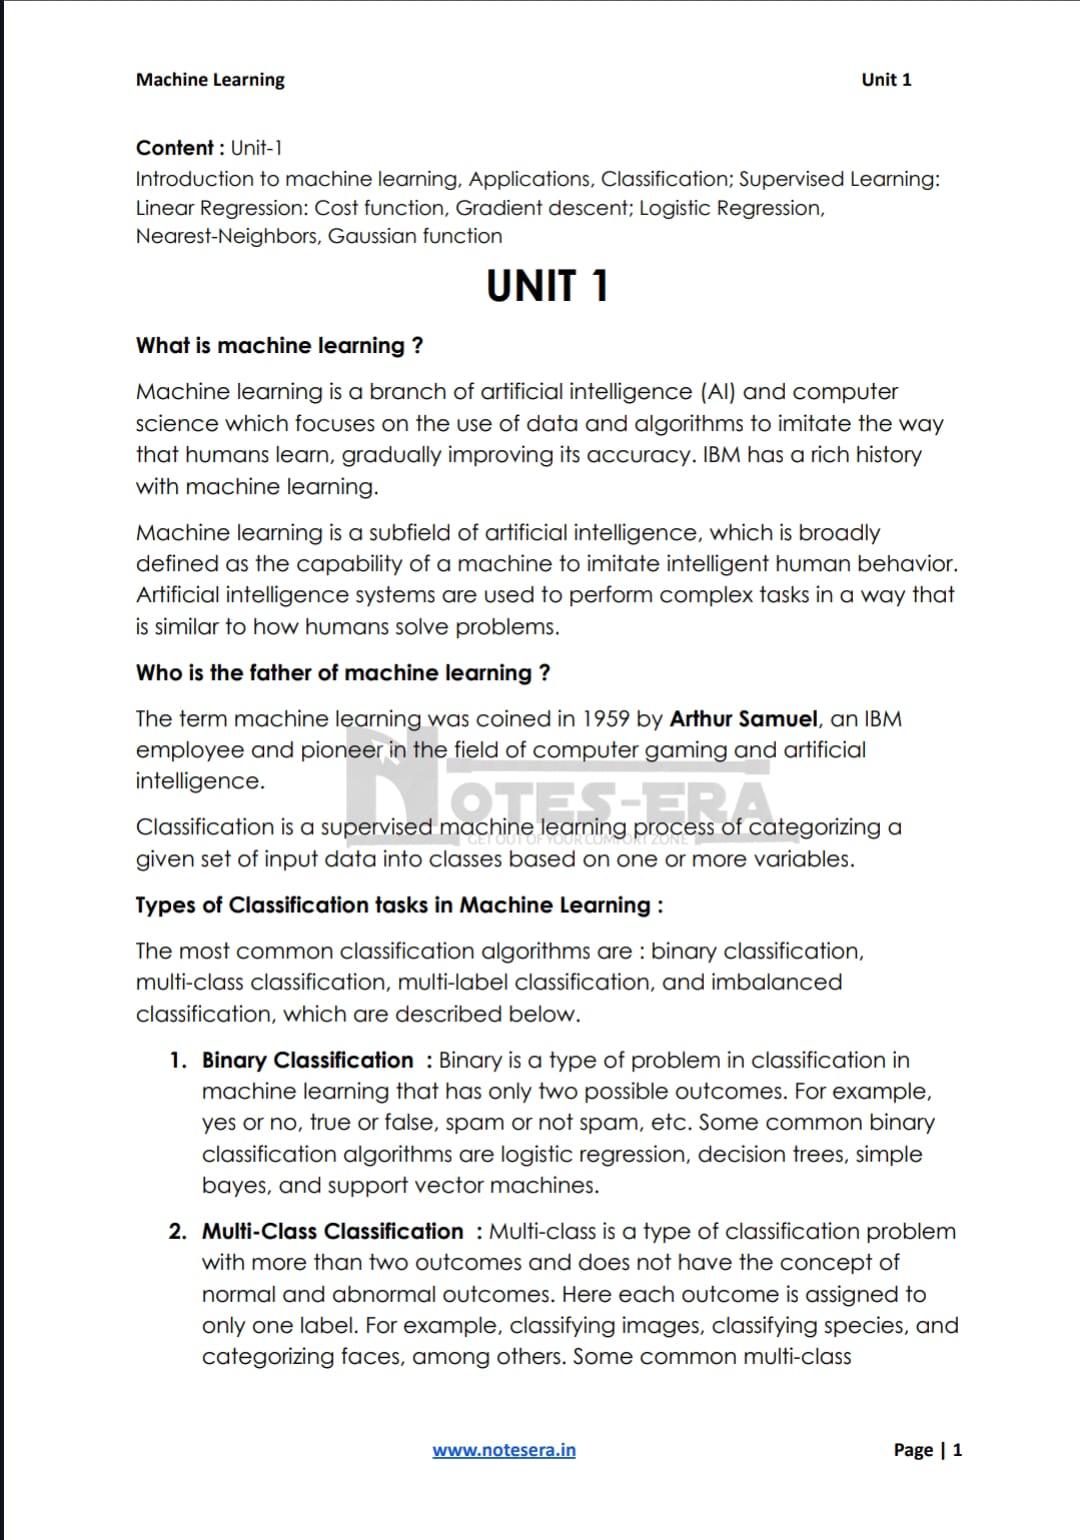 Machine Learning Unit 1
Content : Unit-1
Introduction to machine learning, Applications, Classification; Supervised Learning:
Linear Regression: Cost function, Gradient descent; Logistic Regression,
Nearest-Neighbors, Gaussian function
UNIT 1
What is machine learning ?
Machine learning is a branch of artificial intelligence (AI) and computer
science which focuses on the use of data and algorithms to imitate the way
that humans learn, gradually improving its accuracy. IBM has a rich history
with machine learning.
Machine learning is a subfield of artificial intelligence, which is broadly
defined as the capability of a machine to imitate intelligent human behavior.
Artificial intelligence systems are used to perform complex tasks in a way that
is similar to how humans solve problems.
Who is the father of machine learning ?
The term machine learning was coined in 1959 by Arthur Samuel, an IBM
employee and pioneer in the field of computer gaming and artificial
intelligence.
NOTES-ERA
GET OUT OF YOUR COMFORT ZONE
Classification is a supervised machine learning process of categorizing a
given set of input data into classes based on one or more variables.
Types of Classification tasks in Machine Learning :
The most common classification algorithms are : binary classification,
multi-class classification, multi-label classification, and imbalanced
classification, which are described below.
1. Binary Classification : Binary is a type of problem in classification in
machine learning that has only two possible outcomes. For example,
yes or no, true or false, spam or not spam, etc. Some common binary
classification algorithms are logistic regression, decision trees, simple
bayes, and support vector machines.
2. Multi-Class Classification : Multi-class is a type of classification problem
with more than two outcomes and does not have the concept of
normal and abnormal outcomes. Here each outcome is assigned to
only one label. For example, classifying images, classifying species, and
categorizing faces, among others. Some common multi-class
www.notesera.in Page | 1